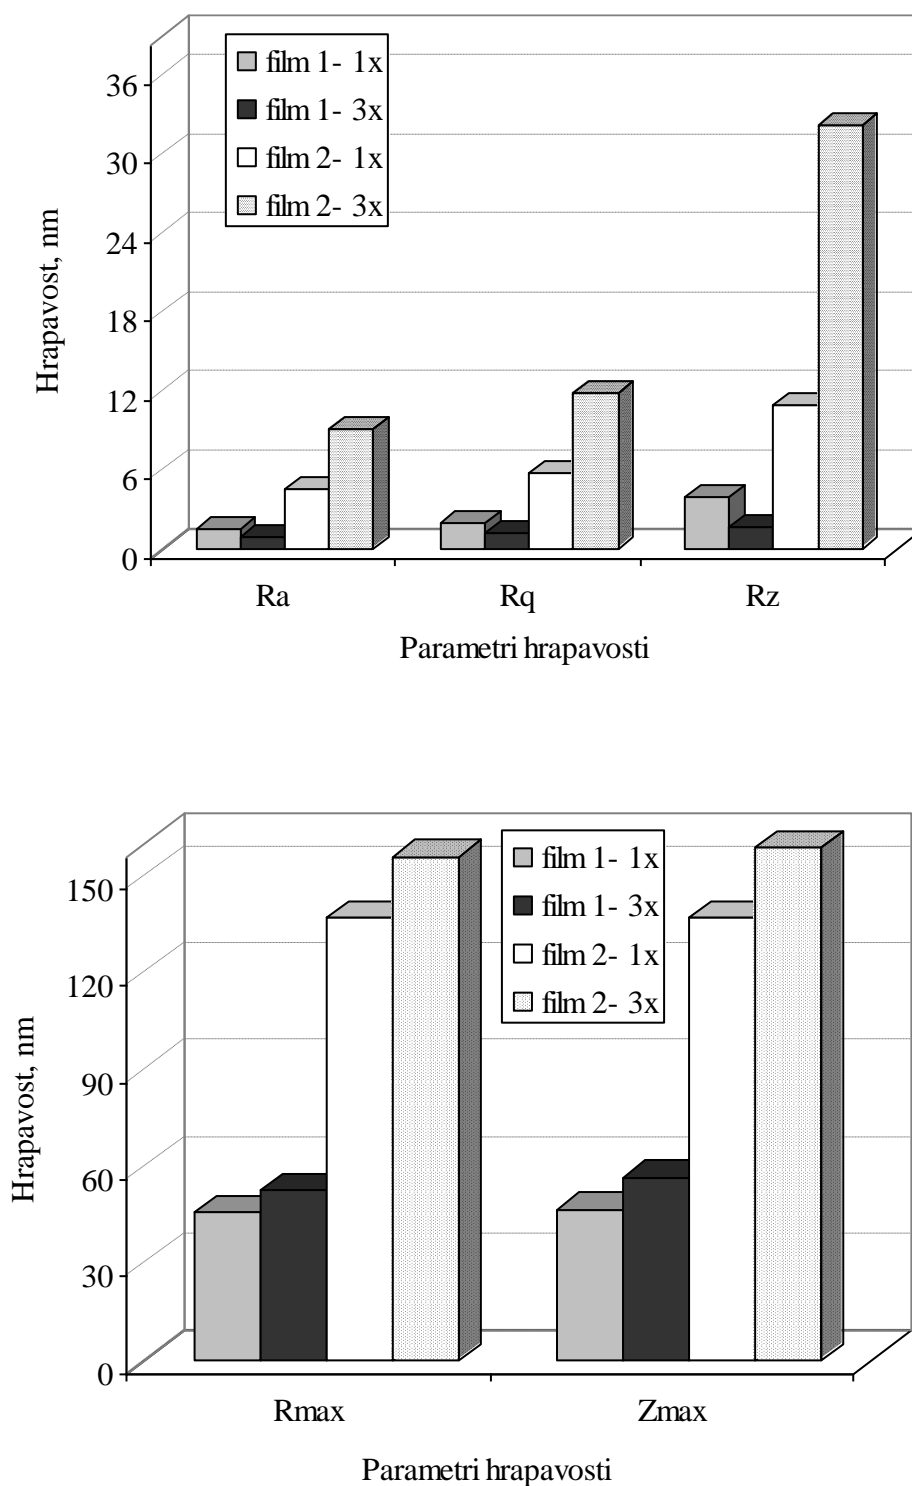 film 1- 1x
film 1- 3x
film 2- 1x
film 2- 3x
36
30
24
18
12
6
0
Hrapavost, nm
Ra Rq Rz
Parametri hrapavosti
film 1- 1x
film 1- 3x
film 2- 1x
film 2- 3x
150
120
90
60
30
0
Hrapavost, nm
Rmax Zmax
Parametri hrapavosti